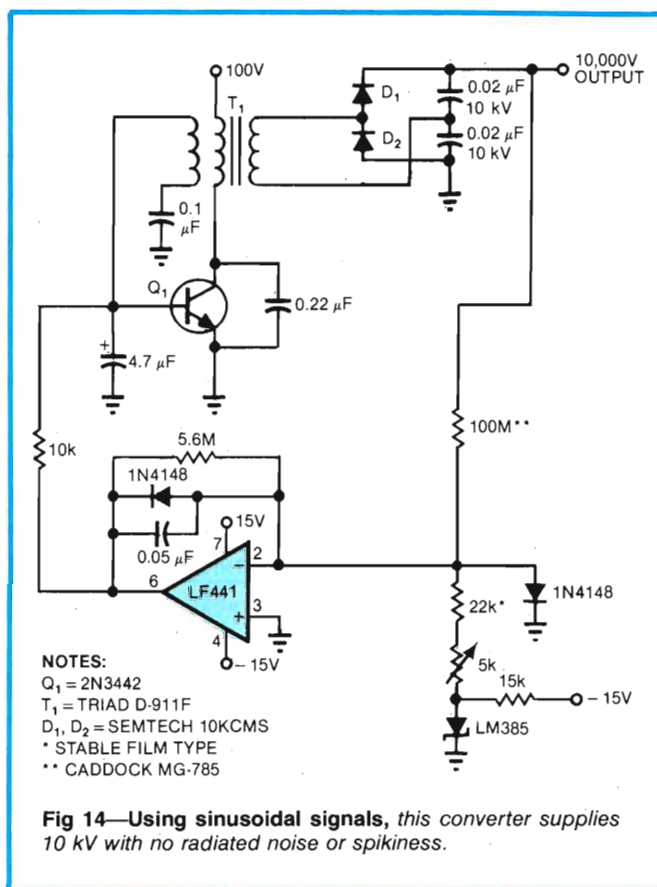 100V
T1
D1
D2
0.02 µF
10 kV
0.02 µF
10 kV
10,000V
OUTPUT
0.1
µF
Q1
0.22 µF
+
4.7 µF
10k
100M**
5.6M
1N4148
0.05 µF
15V
7
2
−
6
LF441
3
+
4
− 15V
22k*
1N4148
5k
15k
− 15V
LM385
NOTES:
Q1 = 2N3442
T1 = TRIAD D-911F
D1, D2 = SEMTECH 10KCMS
* STABLE FILM TYPE
** CADDOCK MG-785
Fig 14—Using sinusoidal signals, this converter supplies
10 kV with no radiated noise or spikiness.